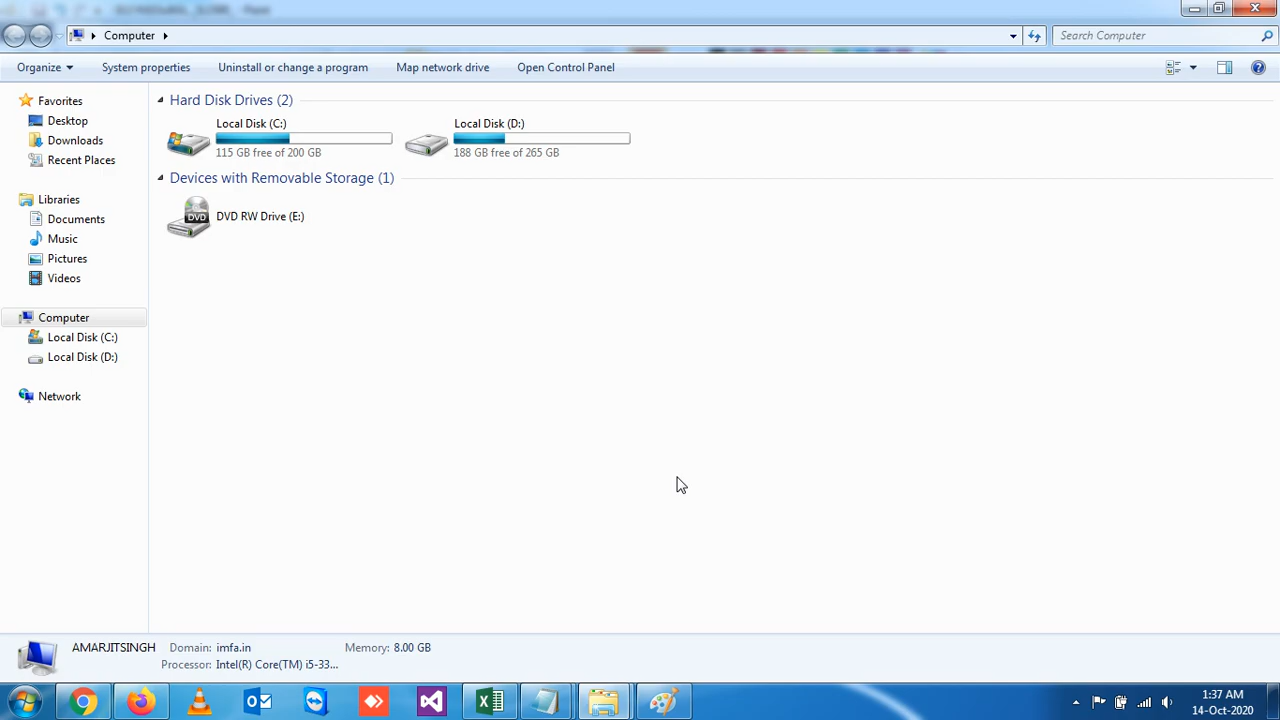 Computer
Search Computer
Organize
System properties
Uninstall or change a program
Map network drive
Open Control Panel
Favorites
Desktop
Downloads
Recent Places
Libraries
Documents
Music
Pictures
Videos
Computer
Local Disk (C:)
Local Disk (D:)
Network
Hard Disk Drives (2)
Local Disk (C:)
115 GB free of 200 GB
Local Disk (D:)
188 GB free of 265 GB
Devices with Removable Storage (1)
DVD
DVD RW Drive (E:)
AMARJITSINGH
Domain: imfa.in
Memory: 8.00 GB
Processor: Intel(R) Core(TM) i5-33...
1:37 AM
14-Oct-2020